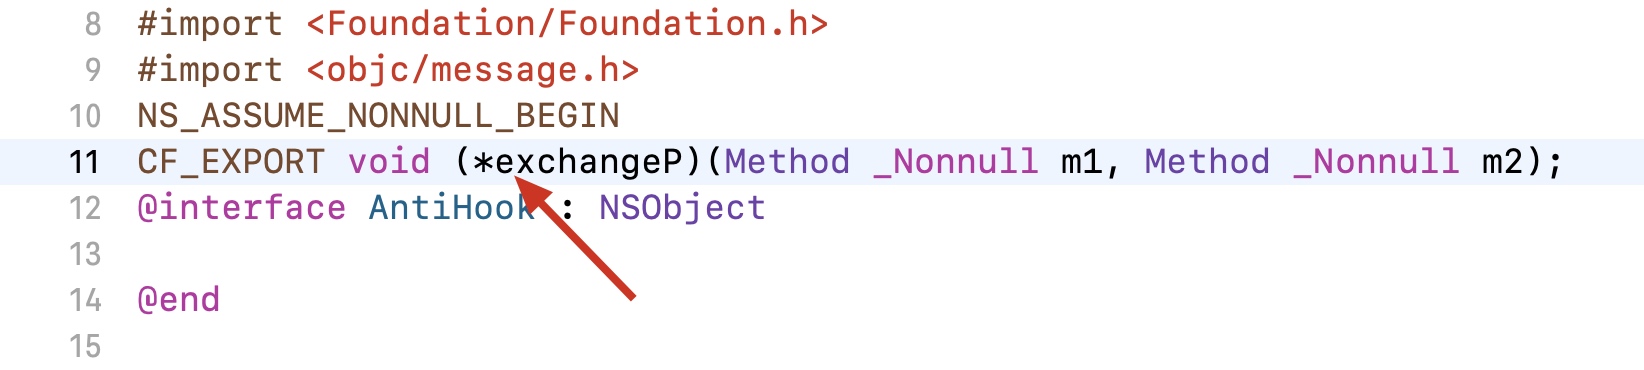 8 #import <Foundation/Foundation.h>
9 #import <objc/message.h>
10 NS_ASSUME_NONNULL_BEGIN
11 CF_EXPORT void (*exchangeP)(Method _Nonnull m1, Method _Nonnull m2);
12 @interface AntiHook : NSObject
13
14 @end
15